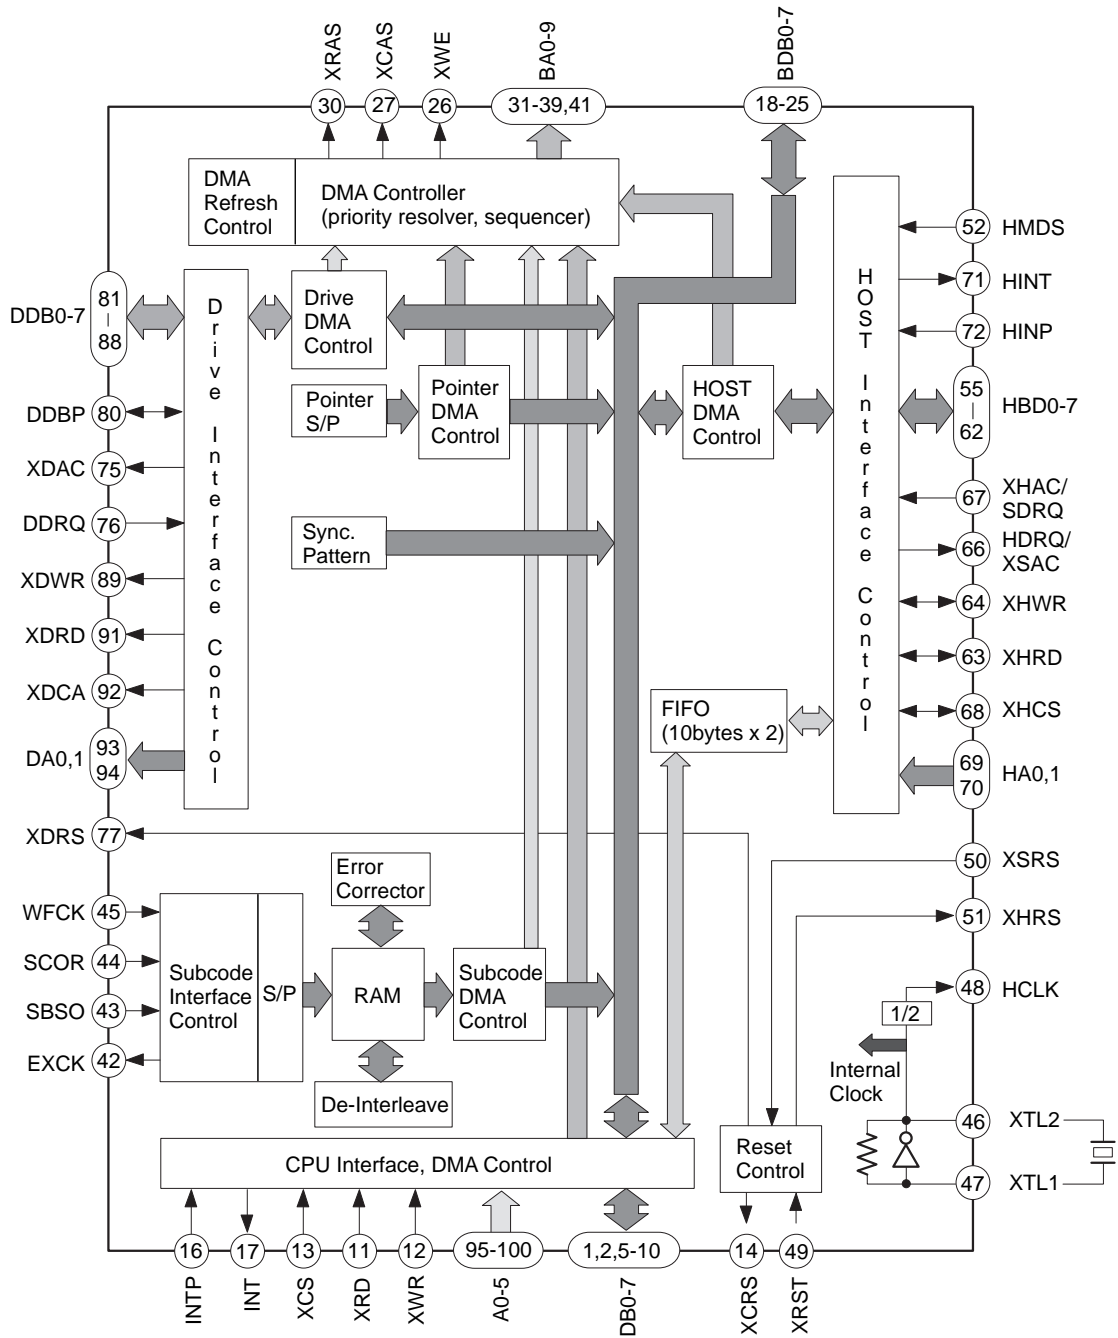 XRAS
XCAS
XWE
BA0-9
BDB0-7
30
27
26
31-39,41
18-25
DMA
Refresh
Control
DMA Controller
(priority resolver, sequencer)
DDB0-7
81
–
88
DDBP
80
XDAC
75
DDRQ
76
XDWR
89
XDRD
91
XDCA
92
DA0,1
93
94
XDRS
77
Drive Interface Control
Drive
DMA
Control
Pointer
S/P
Pointer
DMA
Control
Sync.
Pattern
HOST
DMA
Control
FIFO
(10bytes x 2)
HOST Interface Control
52
HMDS
71
HINT
72
HINP
55
–
62
HBD0-7
67
XHAC/
SDRQ
66
HDRQ/
XSAC
64
XHWR
63
XHRD
68
XHCS
69
70
HA0,1
50
XSRS
51
XHRS
48
HCLK
1/2
Internal
Clock
46
XTL2
47
XTL1
WFCK
45
SCOR
44
SBSO
43
EXCK
42
Subcode
Interface
Control
S/P
Error
Corrector
RAM
De-Interleave
Subcode
DMA
Control
CPU Interface, DMA Control
Reset
Control
16
17
13
11
12
95-100
1,2,5-10
14
49
INTP
INT
XCS
XRD
XWR
A0-5
DB0-7
XCRS
XRST